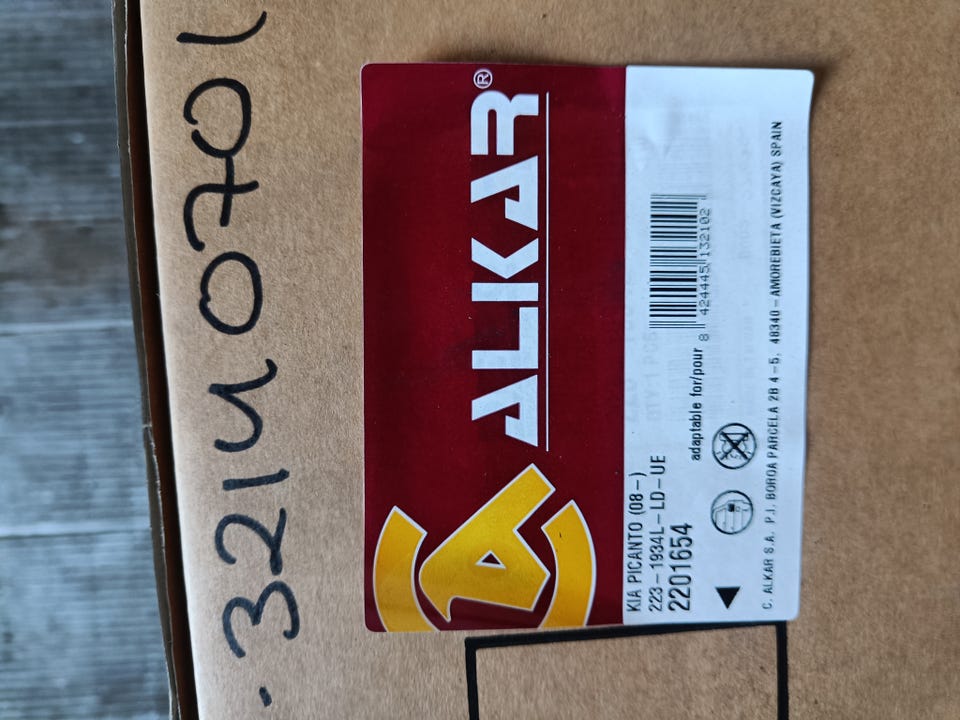 321U0701
ALKAR®
KIA PICANTO (08-)
223-1934L-LD-UE
2201654
adaptable for/pour
8 424445 132102
C. ALKAR S.A. P.I. BOROA PARCELA 2B 4-5, 48340-AMOREBIETA (VIZCAYA) SPAIN